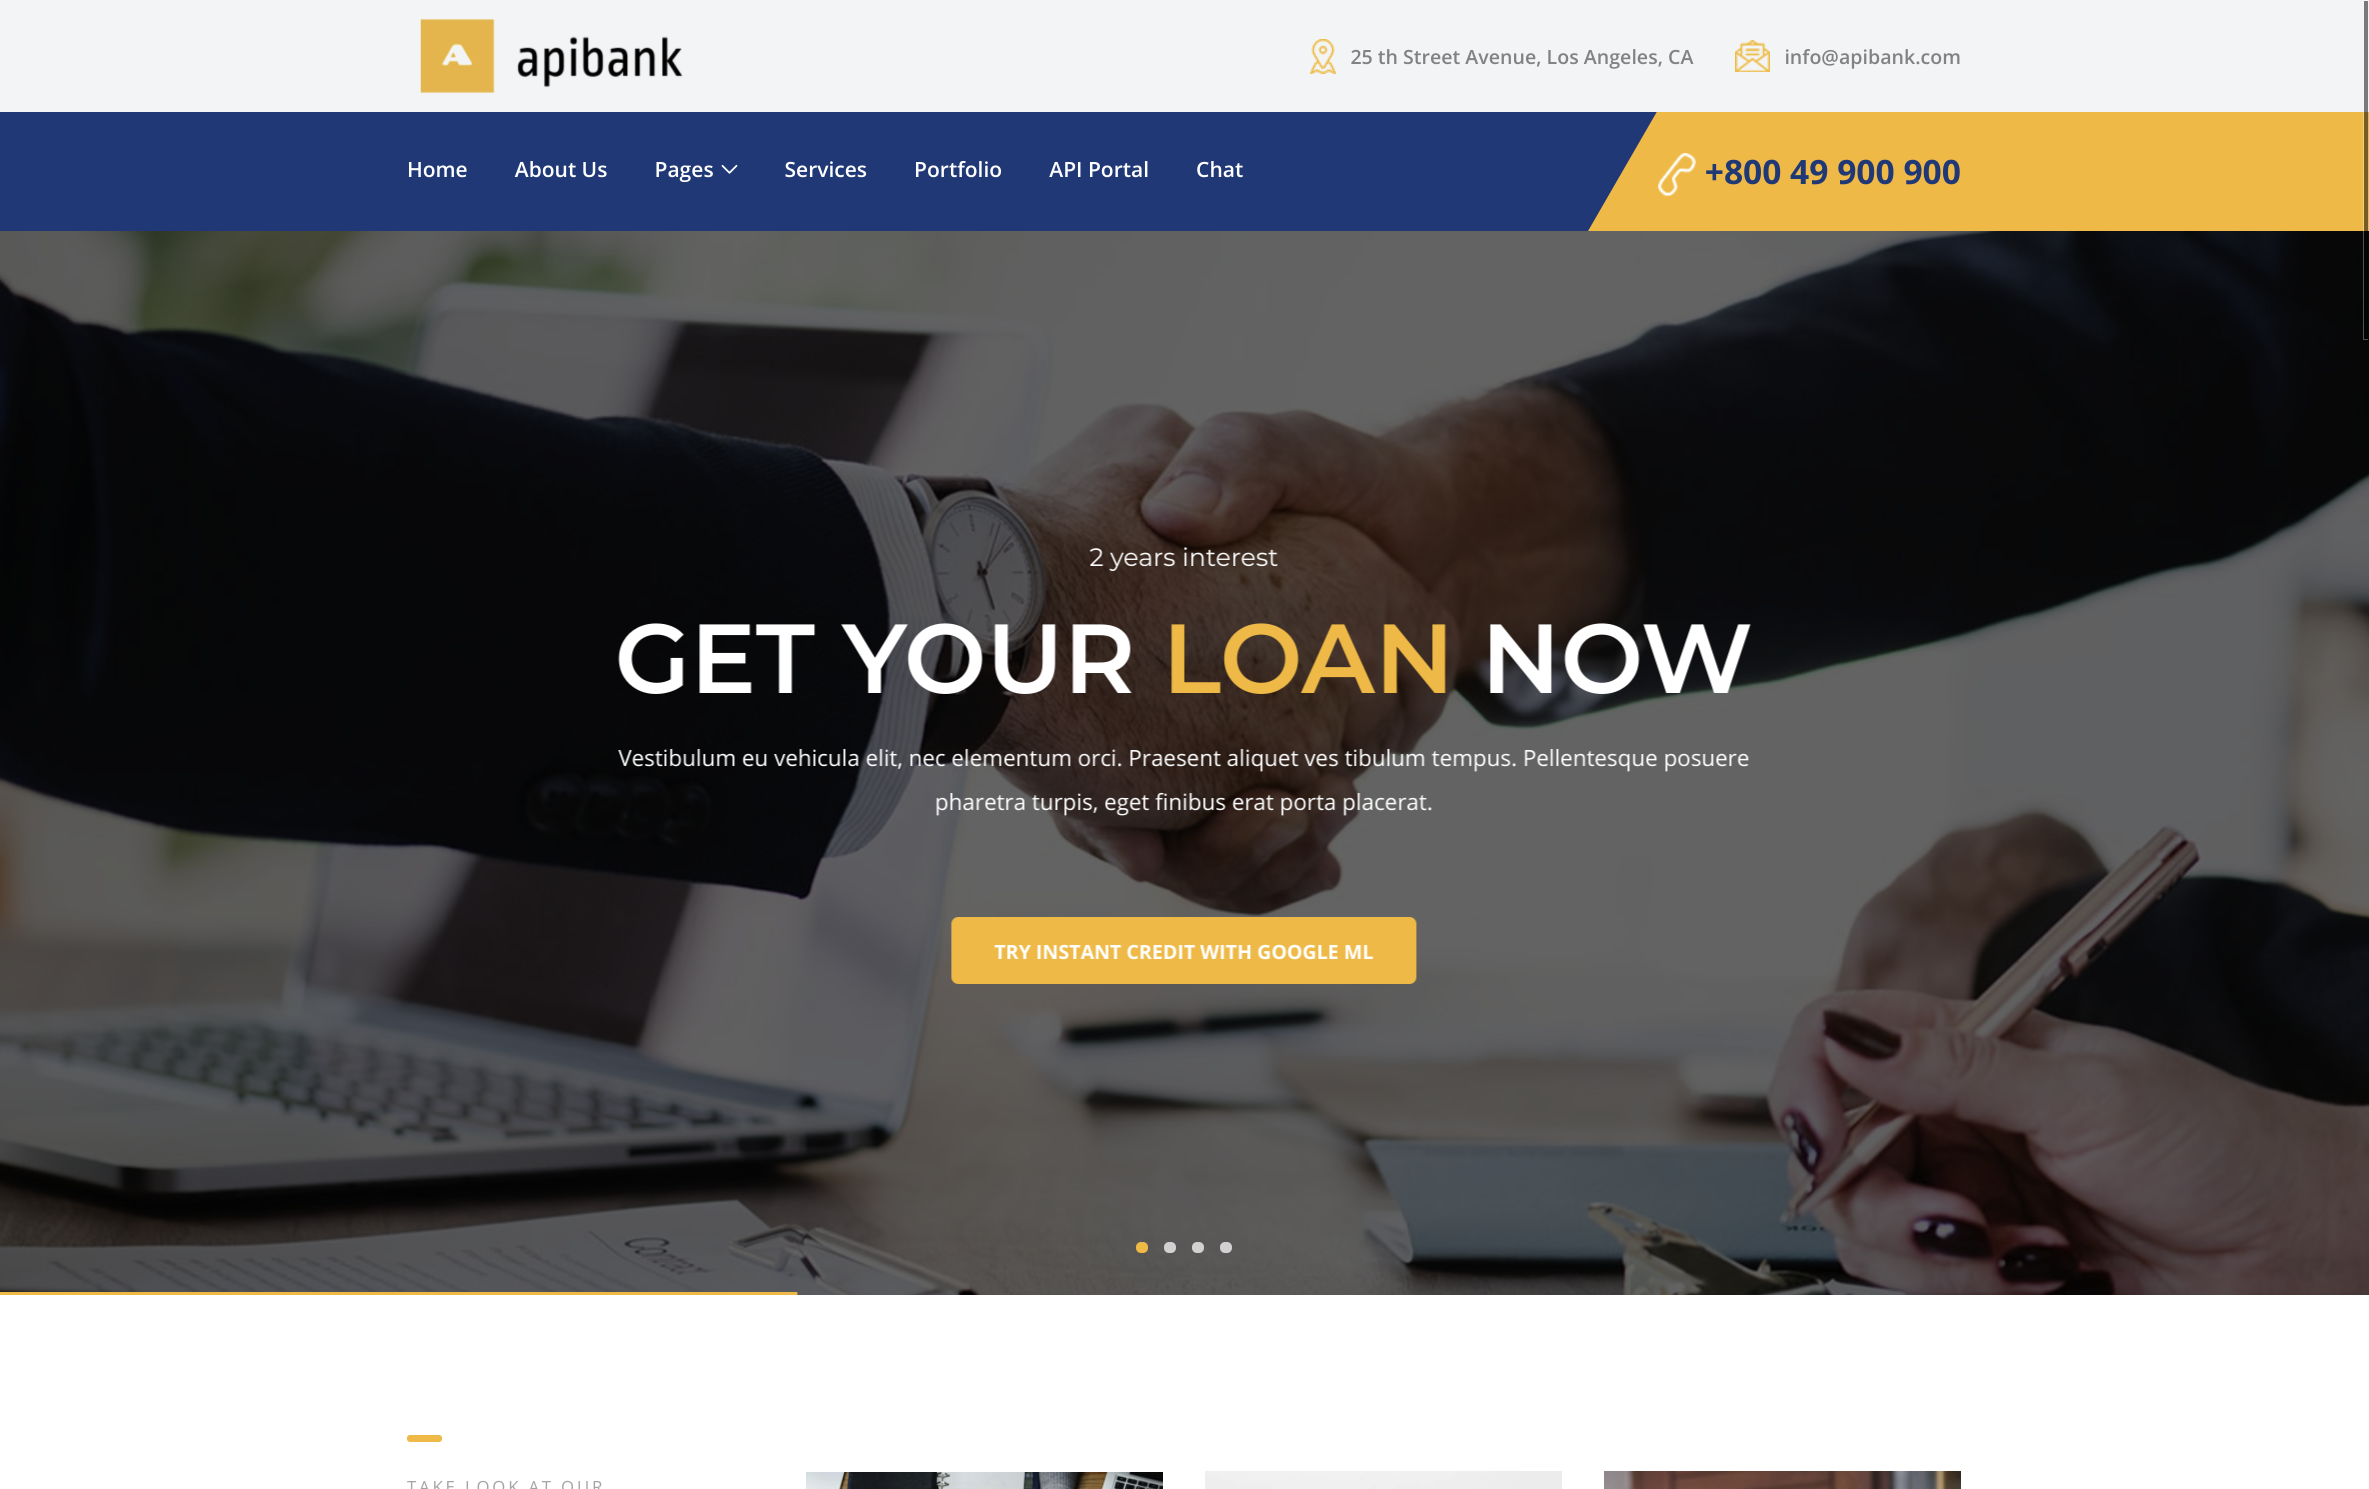 A apibank
25 th Street Avenue, Los Angeles, CA
info@apibank.com
Home
About Us
Pages
Services
Portfolio
API Portal
Chat
+800 49 900 900
2 years interest
GET YOUR LOAN NOW
Vestibulum eu vehicula elit, nec elementum orci. Praesent aliquet ves tibulum tempus. Pellentesque posuere
pharetra turpis, eget finibus erat porta placerat.
TRY INSTANT CREDIT WITH GOOGLE ML
TAKE LOOK AT OUR